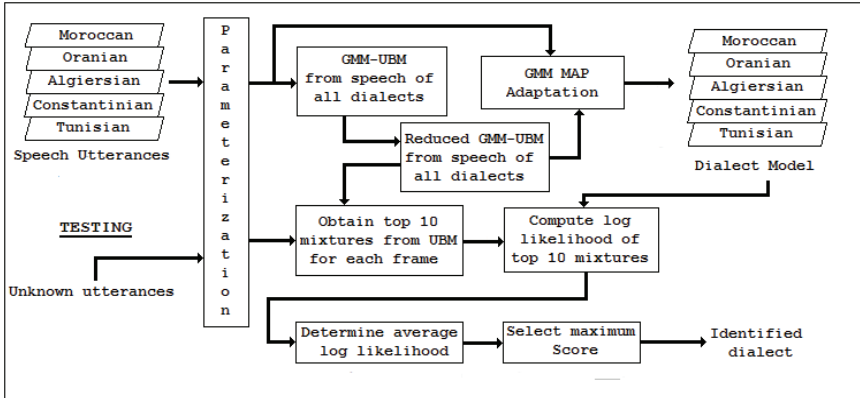 Moroccan
Oranian
Algiersian
Constantinian
Tunisian
Speech Utterances
TESTING
Unknown utterances
P
a
r
a
m
e
t
e
r
i
z
a
t
i
o
n
GMM-UBM
from speech of
all dialects
GMM MAP
Adaptation
Reduced GMM-UBM
from speech of
all dialects
Moroccan
Oranian
Algiersian
Constantinian
Tunisian
Dialect Model
Obtain top 10
mixtures from UBM
for each frame
Compute log
likelihood of
top 10 mixtures
Determine average
log likelihood
Select maximum
Score
Identified
dialect